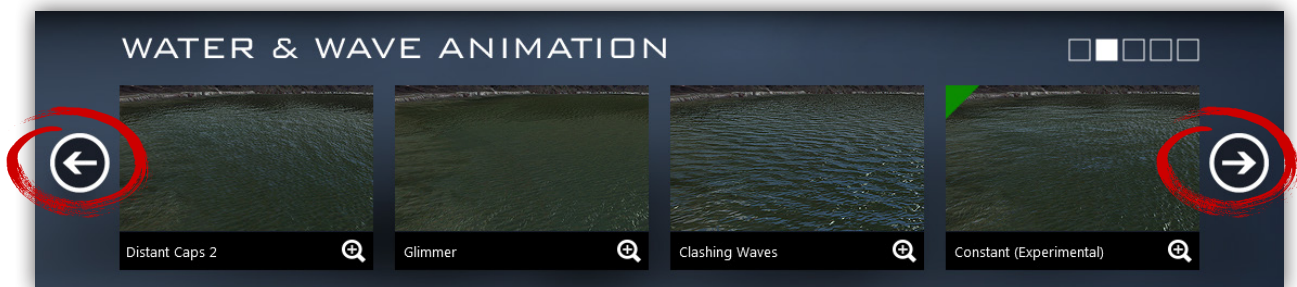 WATER & WAVE ANIMATION
Distant Caps 2
Glimmer
Clashing Waves
Constant (Experimental)